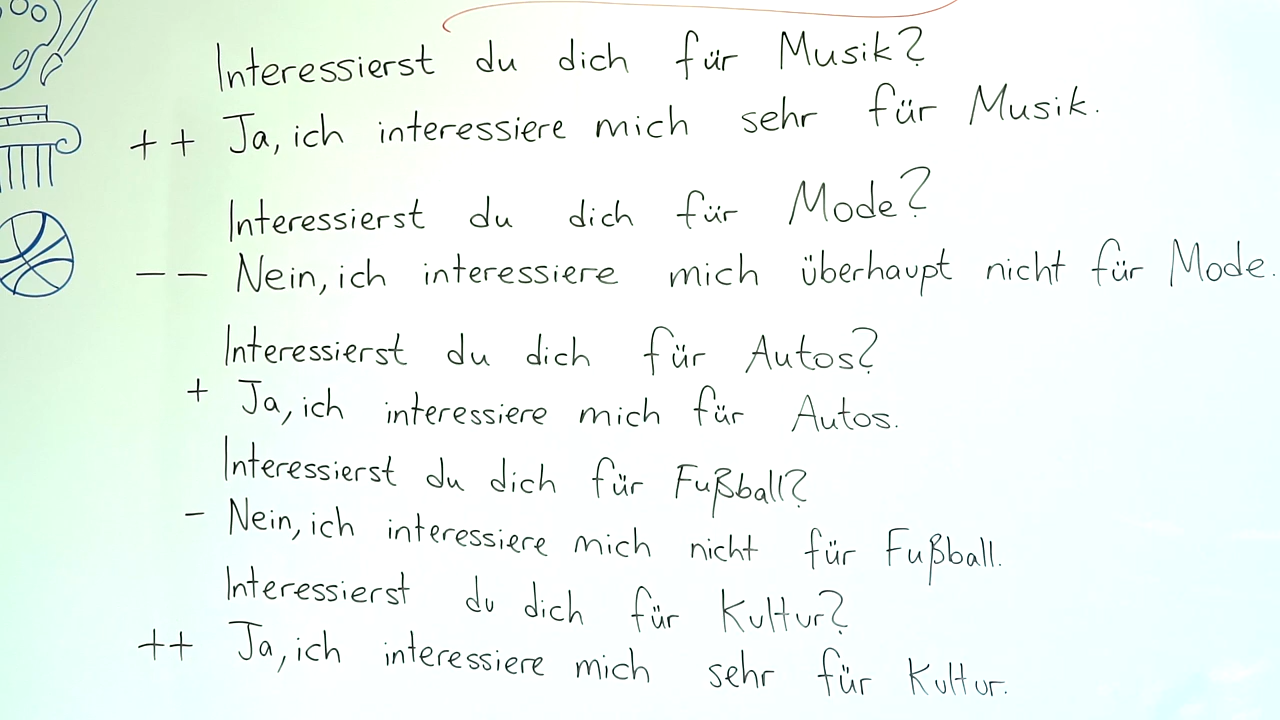 Interessierst du dich für Musik?
++ Ja, ich interessiere mich sehr für Musik.
Interessierst du dich für Mode?
-- Nein, ich interessiere mich überhaupt nicht für Mode.
Interessierst du dich für Autos?
+ Ja, ich interessiere mich für Autos.
Interessierst du dich für Fußball?
- Nein, ich interessiere mich nicht für Fußball.
Interessierst du dich für Kultur?
++ Ja, ich interessiere mich sehr für Kultur.